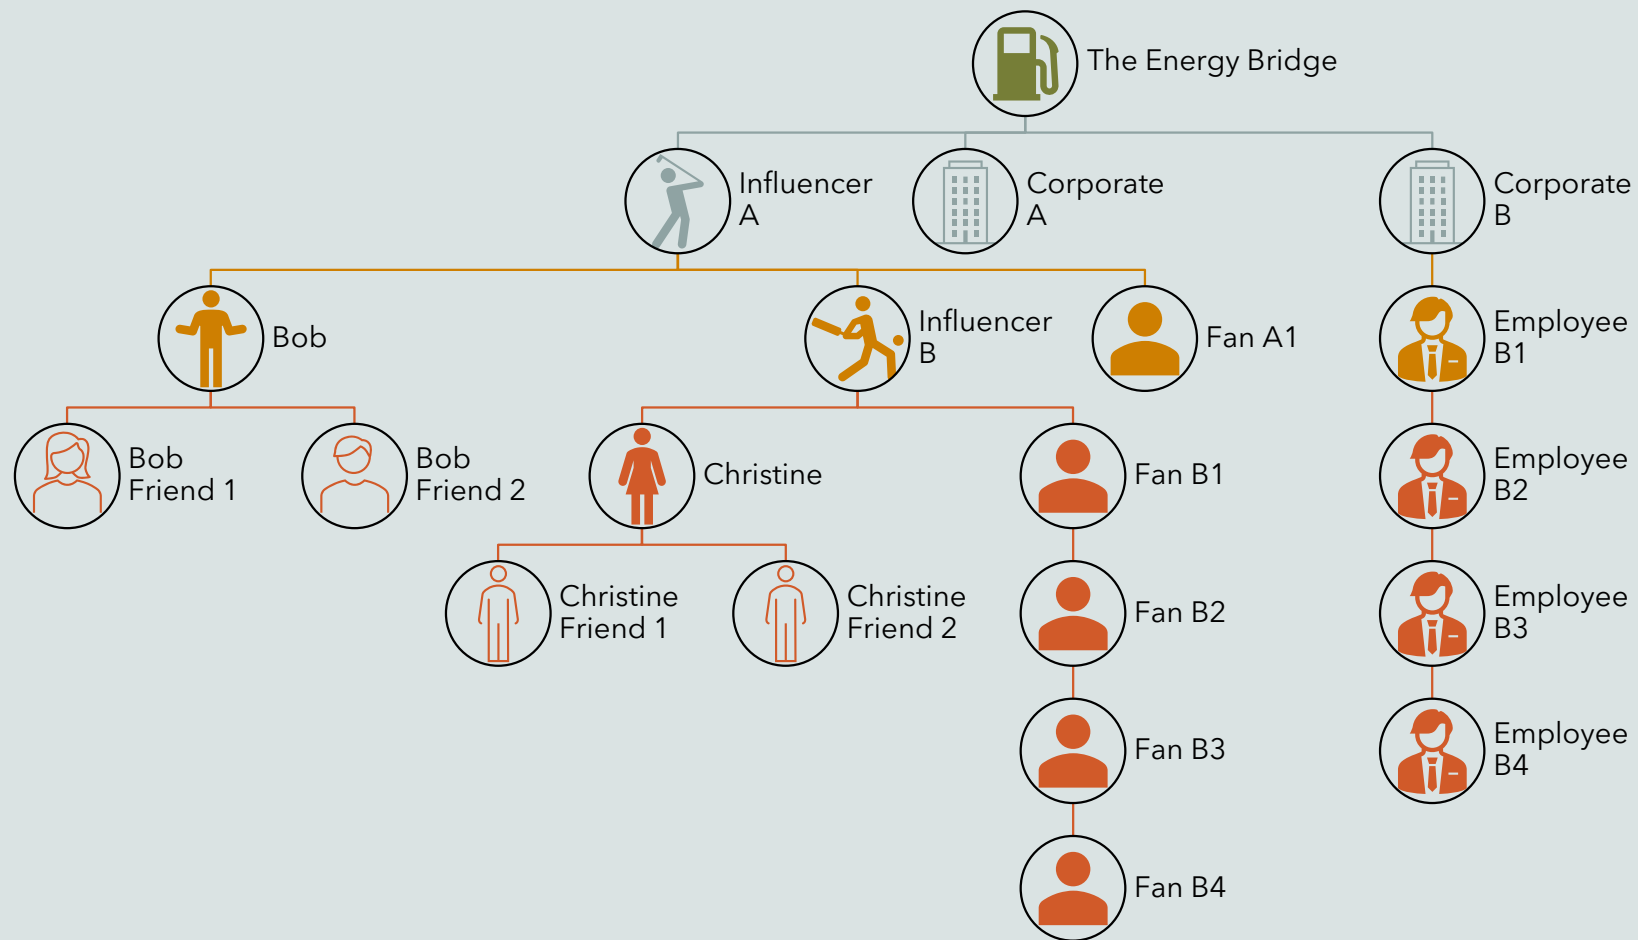 The Energy Bridge
Influencer
A
Corporate
A
Corporate
B
Bob
Influencer
B
Fan A1
Employee
B1
Bob
Friend 1
Bob
Friend 2
Christine
Fan B1
Employee
B2
Christine
Friend 1
Christine
Friend 2
Fan B2
Employee
B3
Fan B3
Employee
B4
Fan B4